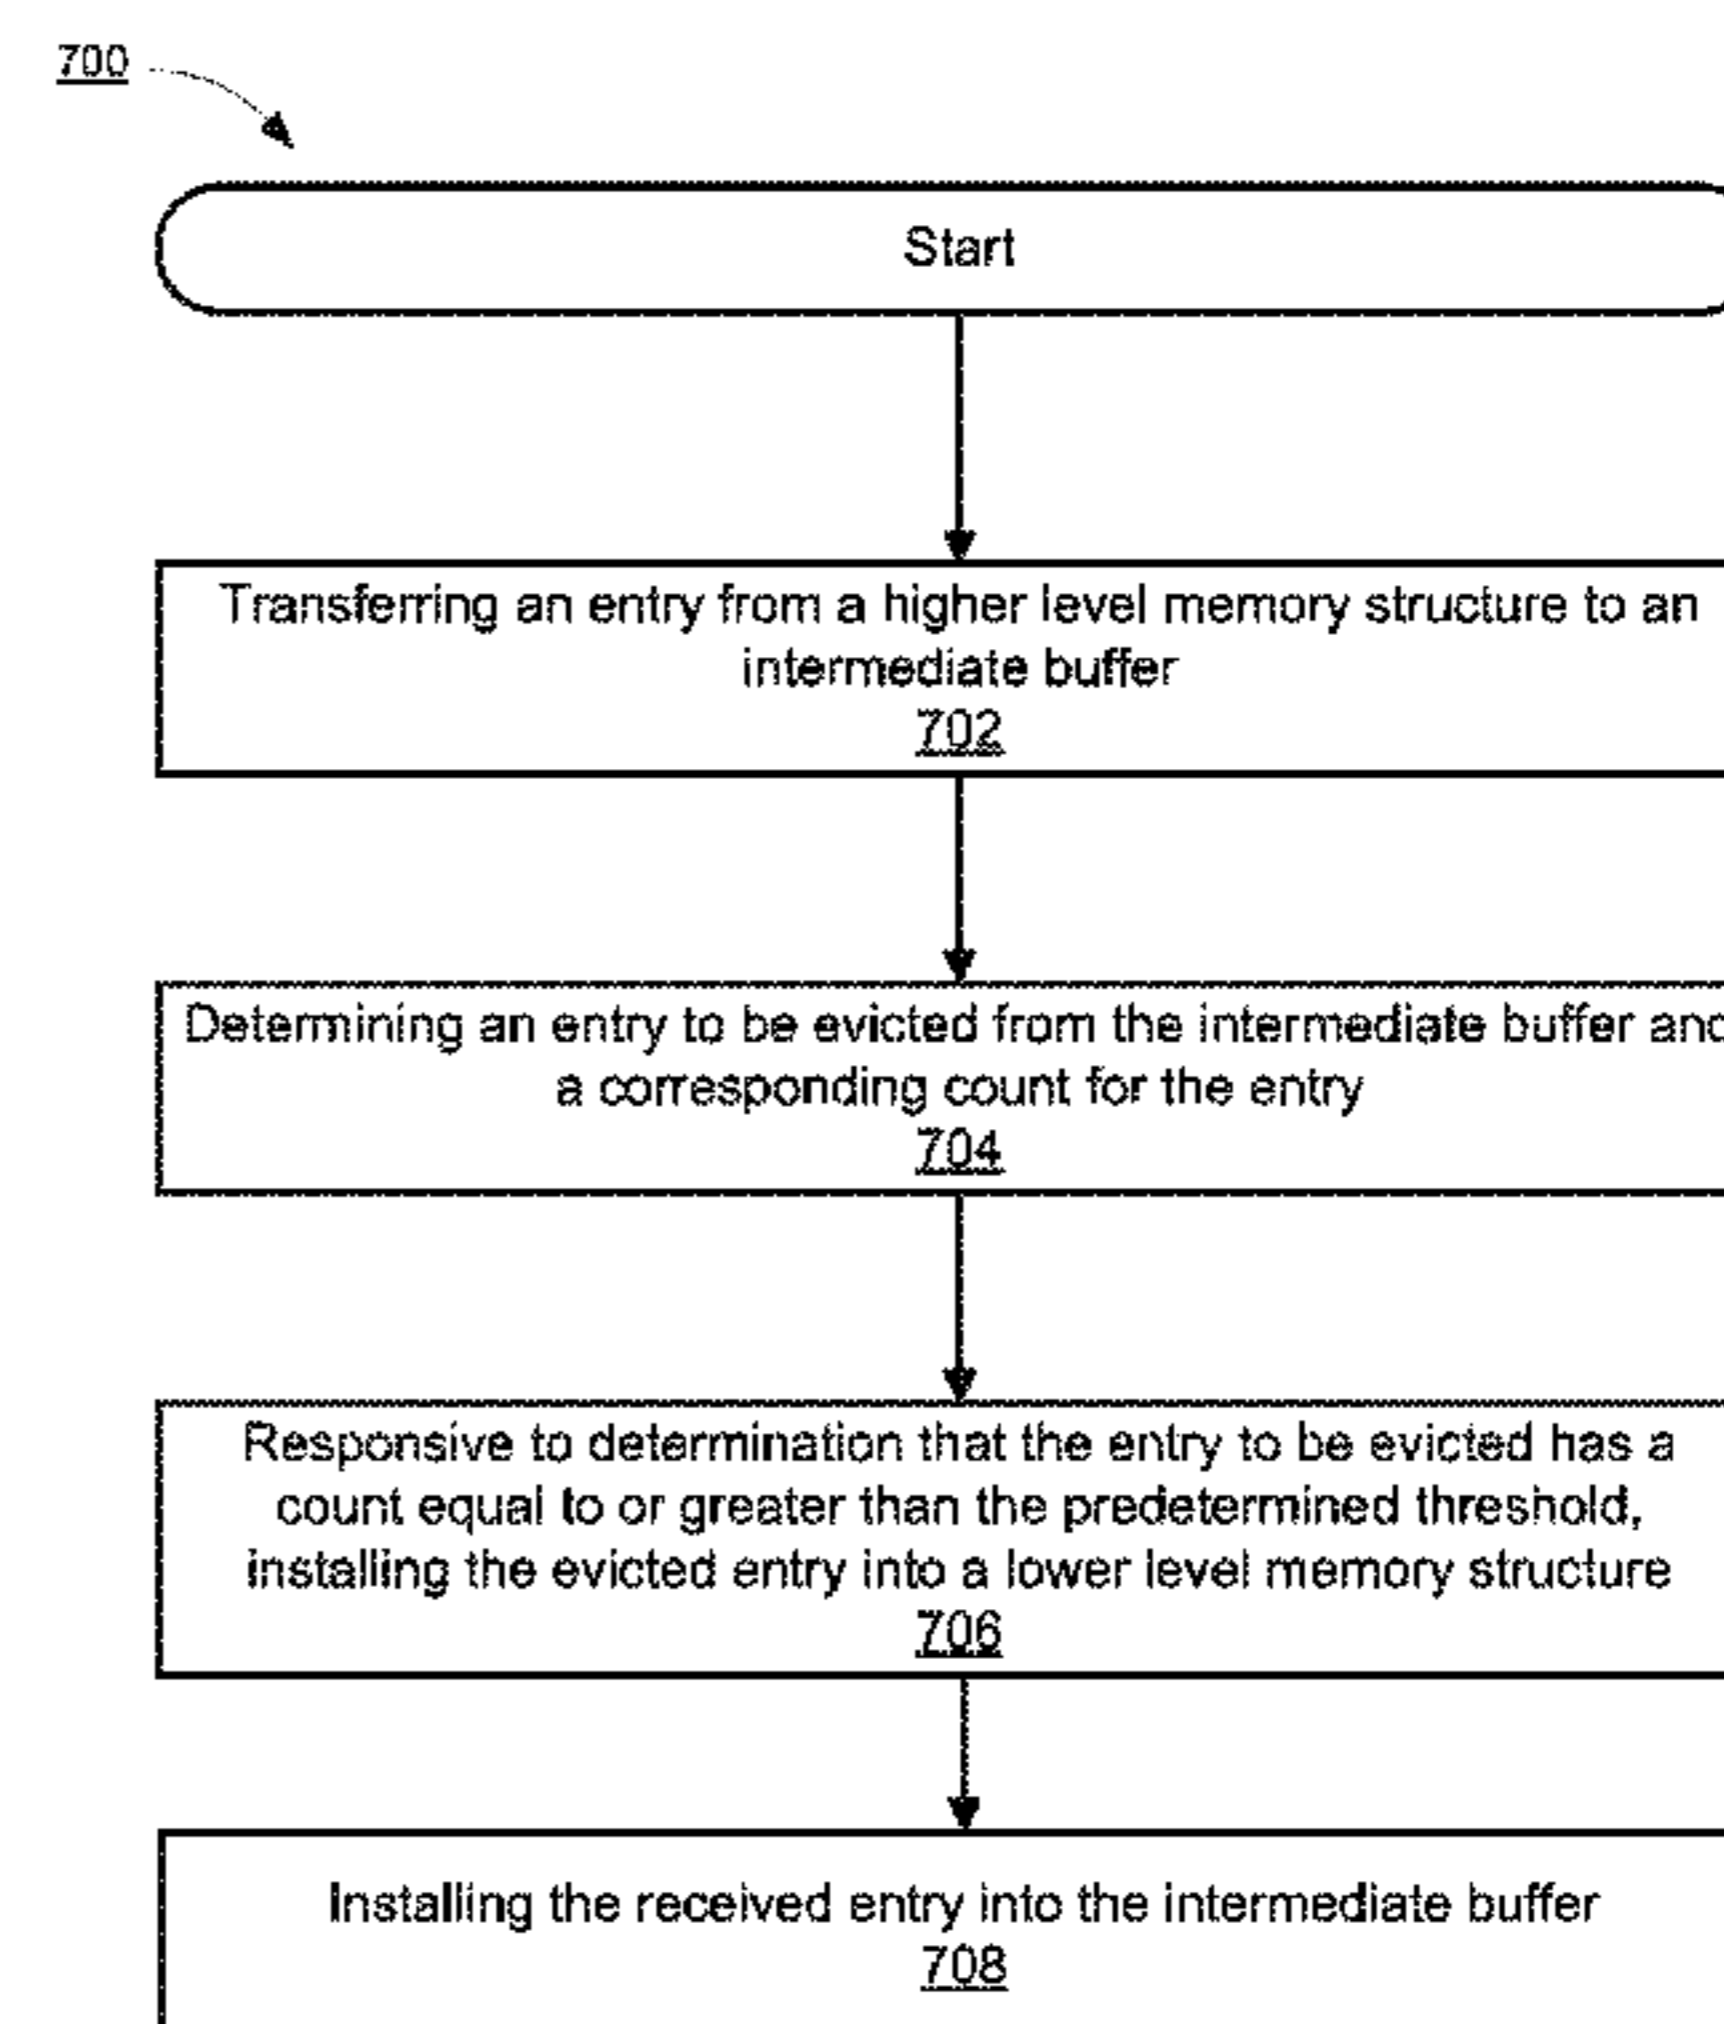 700
Start
Transferring an entry from a higher level memory structure to an
intermediate buffer
702
Determining an entry to be evicted from the intermediate buffer and
a corresponding count for the entry
704
Responsive to determination that the entry to be evicted has a
count equal to or greater than the predetermined threshold,
installing the evicted entry into a lower level memory structure
706
Installing the received entry into the intermediate buffer
708